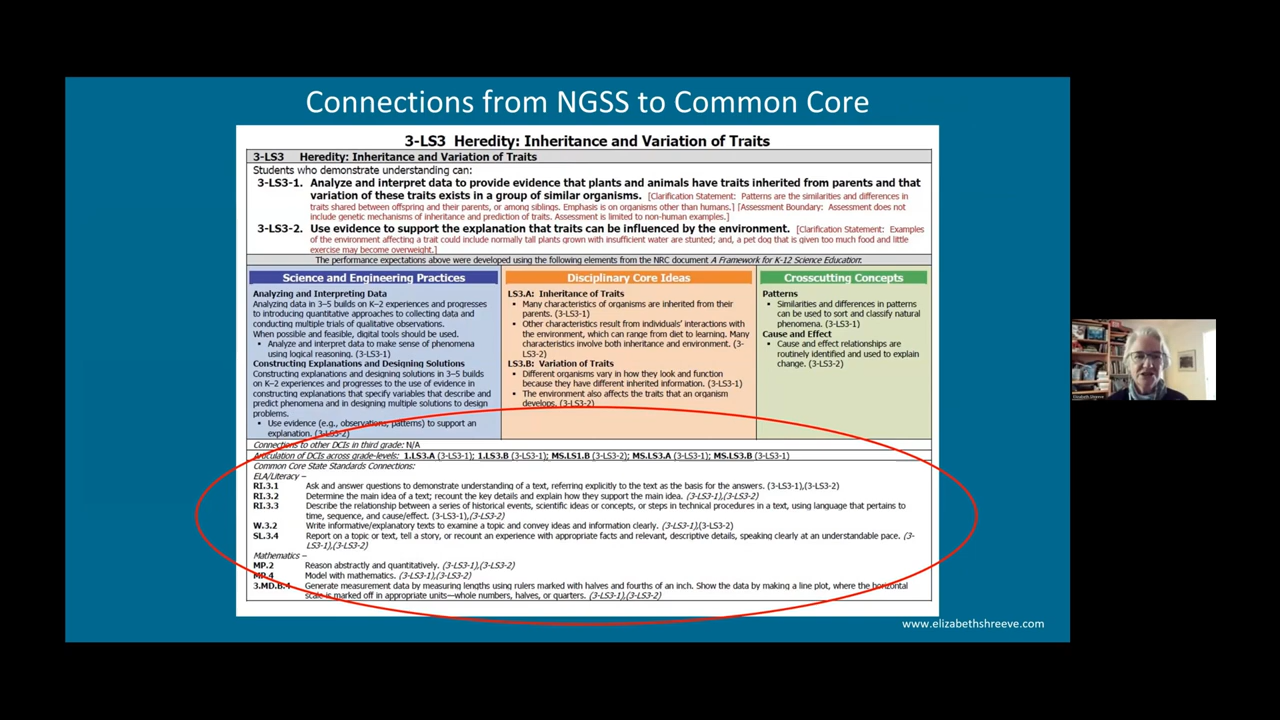 Connections from NGSS to Common Core
3-LS3 Heredity: Inheritance and Variation of Traits
3-LS3 Heredity: Inheritance and Variation of Traits
Students who demonstrate understanding can:
3-LS3-1. Analyze and interpret data to provide evidence that plants and animals have traits inherited from parents and that
variation of these traits exists in a group of similar organisms. [Clarification Statement: Patterns are the similarities and differences in
traits shared between offspring and their parents, or among siblings. Emphasis is on organisms other than humans.] [Assessment Boundary: Assessment does not
include genetic mechanisms of inheritance and prediction of traits. Assessment is limited to non-human examples.]
3-LS3-2. Use evidence to support the explanation that traits can be influenced by the environment. [Clarification Statement: Examples
of the environment affecting a trait could include normally tall plants grown with insufficient water are stunted; and, a pet dog that is given too much food and little
exercise may become overweight.]
The performance expectations above were developed using the following elements from the NRC document A Framework for K-12 Science Education:
Science and Engineering Practices
Analyzing and Interpreting Data
Analyzing data in 3–5 builds on K–2 experiences and progresses
to introducing quantitative approaches to collecting data and
conducting multiple trials of qualitative observations.
When possible and feasible, digital tools should be used.
• Analyze and interpret data to make sense of phenomena
using logical reasoning. (3-LS3-1)
Constructing Explanations and Designing Solutions
Constructing explanations and designing solutions in 3–5 builds
on K–2 experiences and progresses to the use of evidence in
constructing explanations that specify variables that describe and
predict phenomena and in designing multiple solutions to design
problems.
• Use evidence (e.g., observations, patterns) to support an
explanation. (3-LS3-2)
Disciplinary Core Ideas
LS3.A: Inheritance of Traits
• Many characteristics of organisms are inherited from their
parents. (3-LS3-1)
• Other characteristics result from individuals' interactions with
the environment, which can range from diet to learning. Many
characteristics involve both inheritance and environment. (3-
LS3-2)
LS3.B: Variation of Traits
• Different organisms vary in how they look and function
because they have different inherited information. (3-LS3-1)
• The environment also affects the traits that an organism
develops. (3-LS3-2)
Crosscutting Concepts
Patterns
• Similarities and differences in patterns
can be used to sort and classify natural
phenomena. (3-LS3-1)
Cause and Effect
• Cause and effect relationships are
routinely identified and used to explain
change. (3-LS3-2)
Connections to other DCIs in third grade: N/A
Articulation of DCIs across grade-levels: 1.LS3.A (3-LS3-1); 1.LS3.B (3-LS3-1); MS.LS1.B (3-LS3-2); MS.LS3.A (3-LS3-1); MS.LS3.B (3-LS3-1)
Common Core State Standards Connections:
ELA/Literacy –
RI.3.1 Ask and answer questions to demonstrate understanding of a text, referring explicitly to the text as the basis for the answers. (3-LS3-1),(3-LS3-2)
RI.3.2 Determine the main idea of a text; recount the key details and explain how they support the main idea. (3-LS3-1),(3-LS3-2)
RI.3.3 Describe the relationship between a series of historical events, scientific ideas or concepts, or steps in technical procedures in a text, using language that pertains to
time, sequence, and cause/effect. (3-LS3-1),(3-LS3-2)
W.3.2 Write informative/explanatory texts to examine a topic and convey ideas and information clearly. (3-LS3-1),(3-LS3-2)
SL.3.4 Report on a topic or text, tell a story, or recount an experience with appropriate facts and relevant, descriptive details, speaking clearly at an understandable pace. (3-
LS3-1),(3-LS3-2)
Mathematics –
MP.2 Reason abstractly and quantitatively. (3-LS3-1),(3-LS3-2)
MP.4 Model with mathematics. (3-LS3-1),(3-LS3-2)
3.MD.B.4 Generate measurement data by measuring lengths using rulers marked with halves and fourths of an inch. Show the data by making a line plot, where the horizontal
scale is marked off in appropriate units—whole numbers, halves, or quarters. (3-LS3-1),(3-LS3-2)
www.elizabethshreeve.com
Elizabeth Shreeve